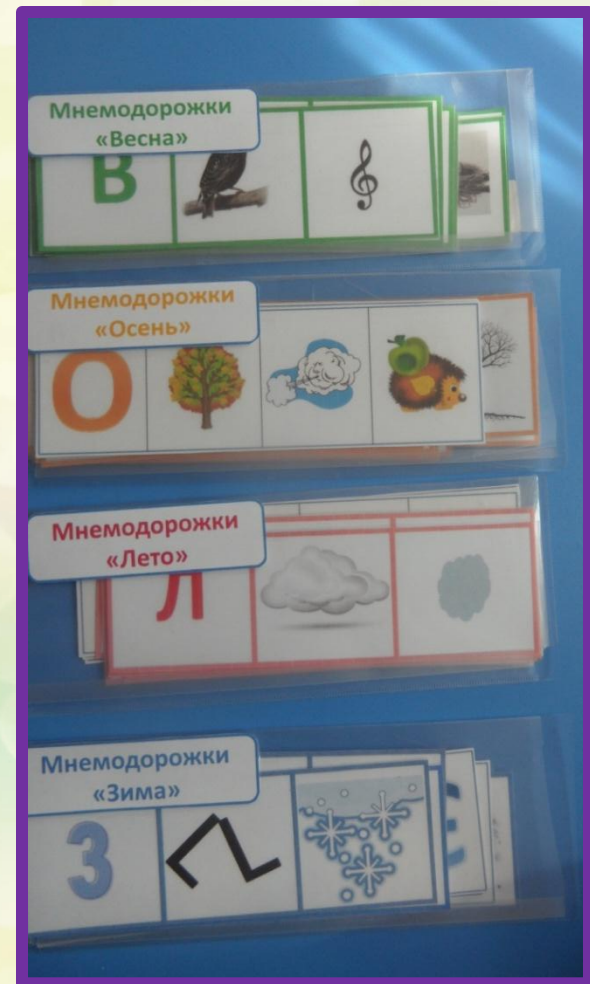 Мнемодорожки
«Весна»
В
Мнемодорожки
«Осень»
О
Мнемодорожки
«Лето»
Л
Мнемодорожки
«Зима»
З